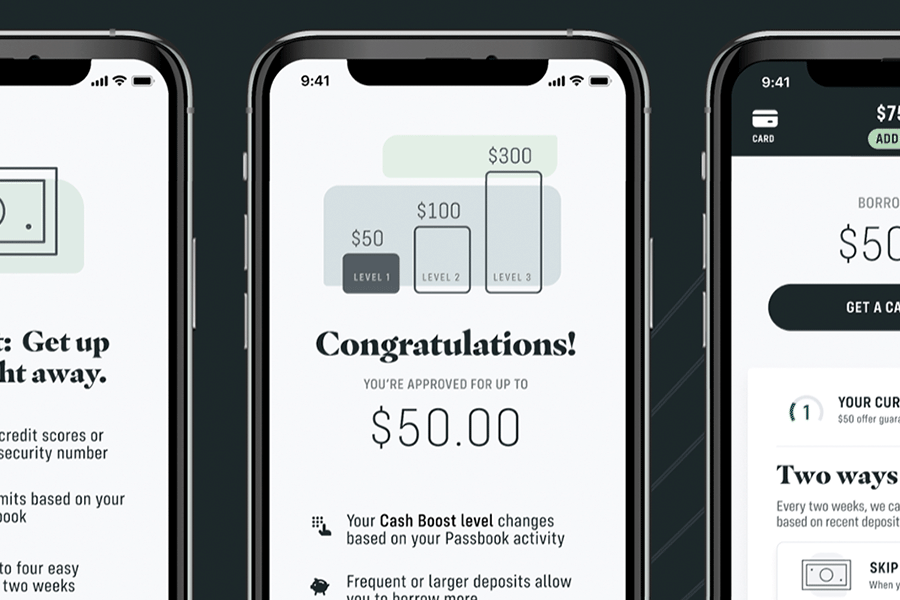 t: Get up
ht away.
credit scores or
security number
mits based on your
book
to four easy
two weeks
9:41
$300
$100
$50
LEVEL 1
LEVEL 2
LEVEL 3
Congratulations!
YOU'RE APPROVED FOR UP TO
$50.00
Your Cash Boost level changes
based on your Passbook activity
Frequent or larger deposits allow
you to borrow more
9:41
CARD
$75
ADD
BORRO
$50
GET A CA
1
YOUR CUR
$50 offer guara
Two ways
Every two weeks, we ca
based on recent deposit
SKIP
When y